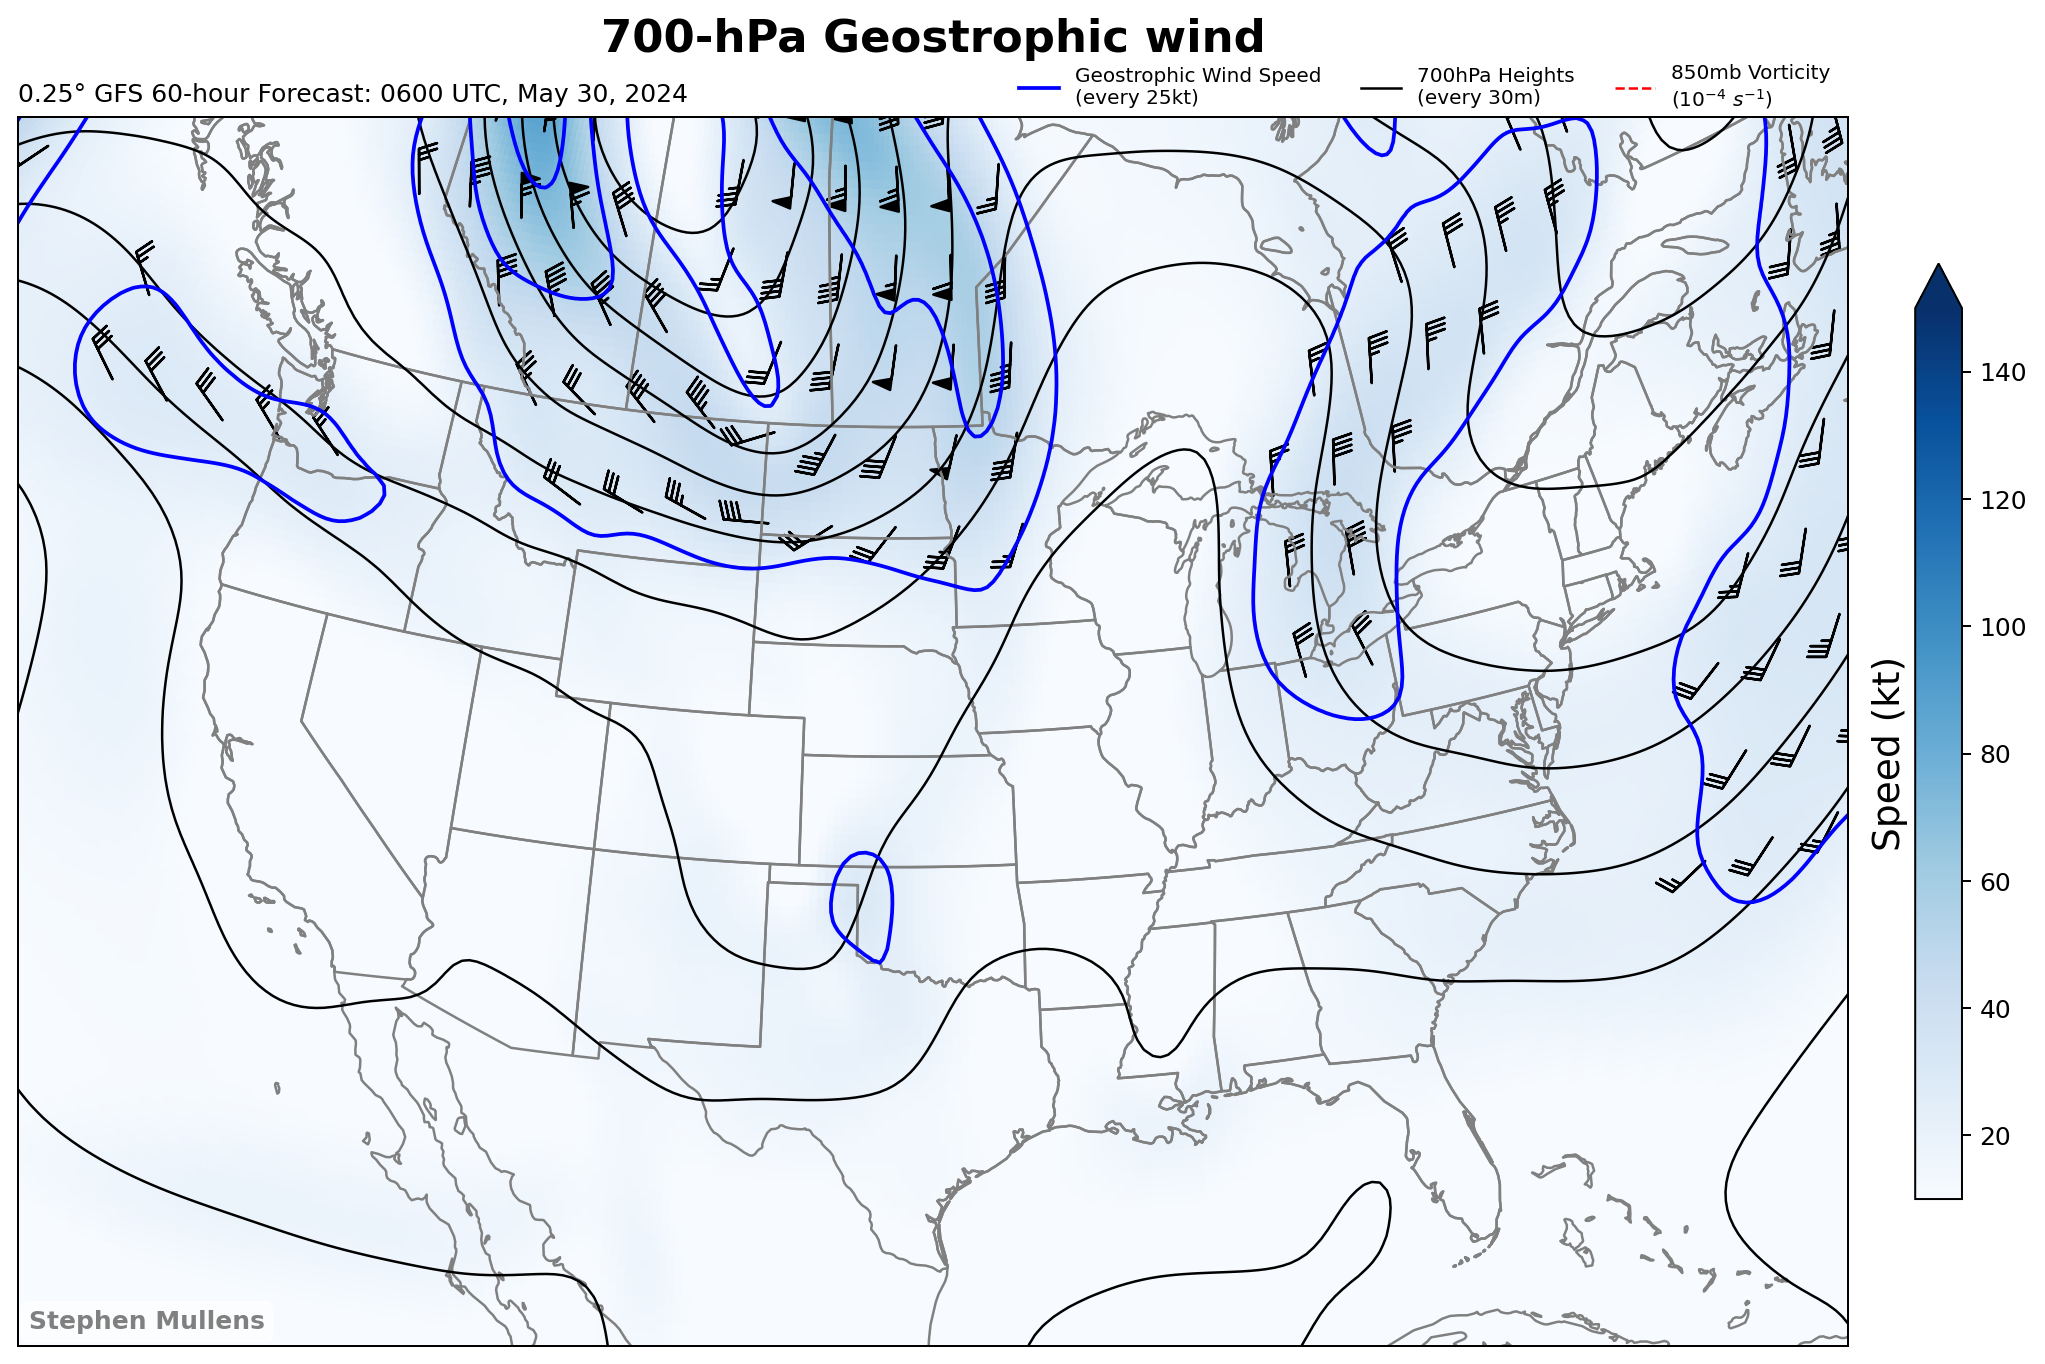 700-hPa Geostrophic wind
0.25° GFS 60-hour Forecast: 0600 UTC, May 30, 2024
Geostrophic Wind Speed
(every 25kt)
700hPa Heights
(every 30m)
850mb Vorticity
(10⁻⁴ s⁻¹)
140
120
100
80
60
40
20
Speed (kt)
Stephen Mullens